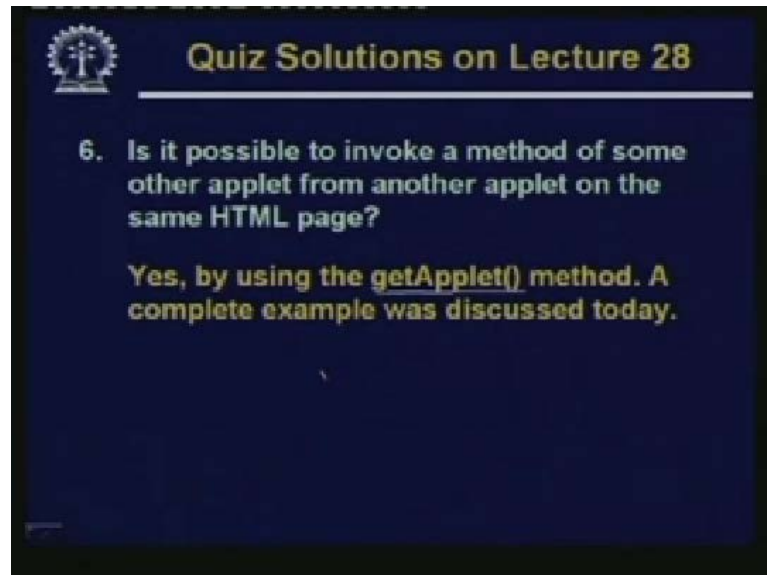 Quiz Solutions on Lecture 28
6. Is it possible to invoke a method of some
other applet from another applet on the
same HTML page?
Yes, by using the getApplet() method. A
complete example was discussed today.